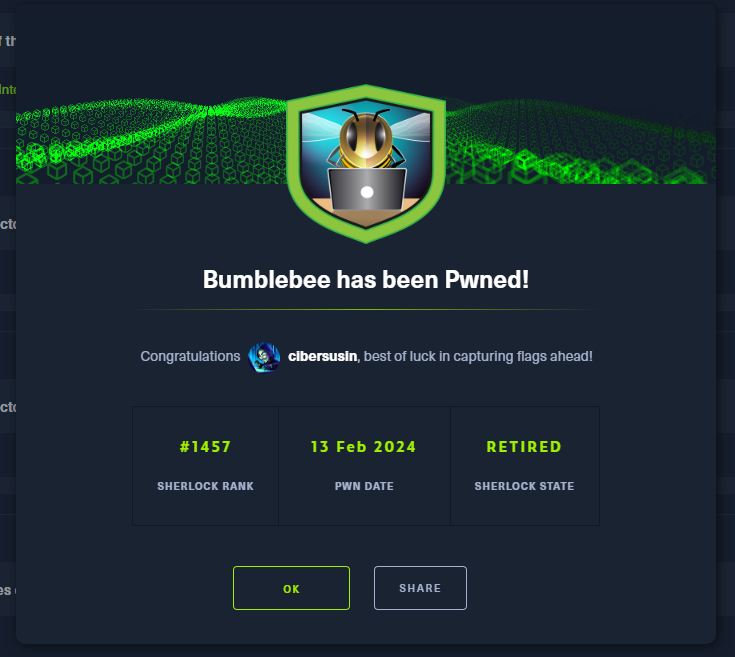 Bumblebee has been Pwned!
Congratulations cibersusin, best of luck in capturing flags ahead!
#1457
13 Feb 2024
RETIRED
SHERLOCK RANK
PWN DATE
SHERLOCK STATE
OK
SHARE